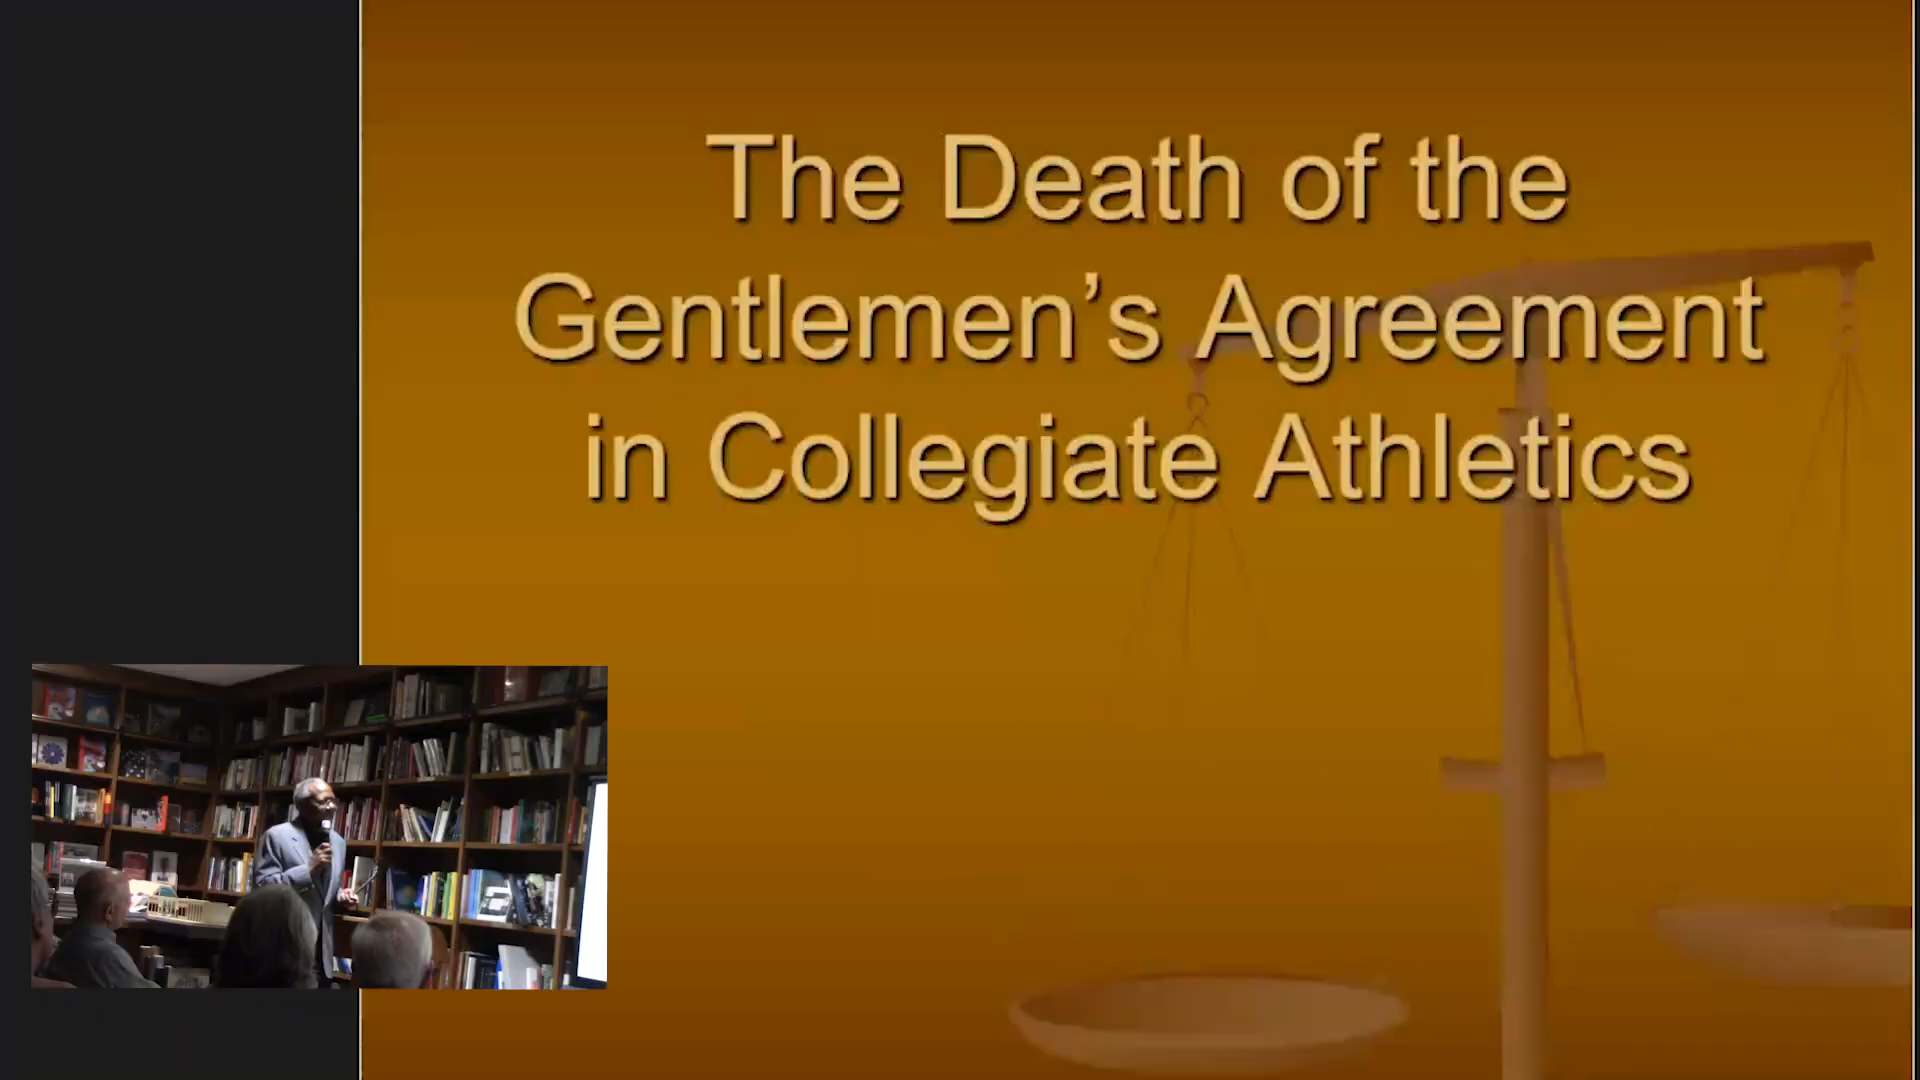 The Death of the
Gentlemen’s Agreement
in Collegiate Athletics